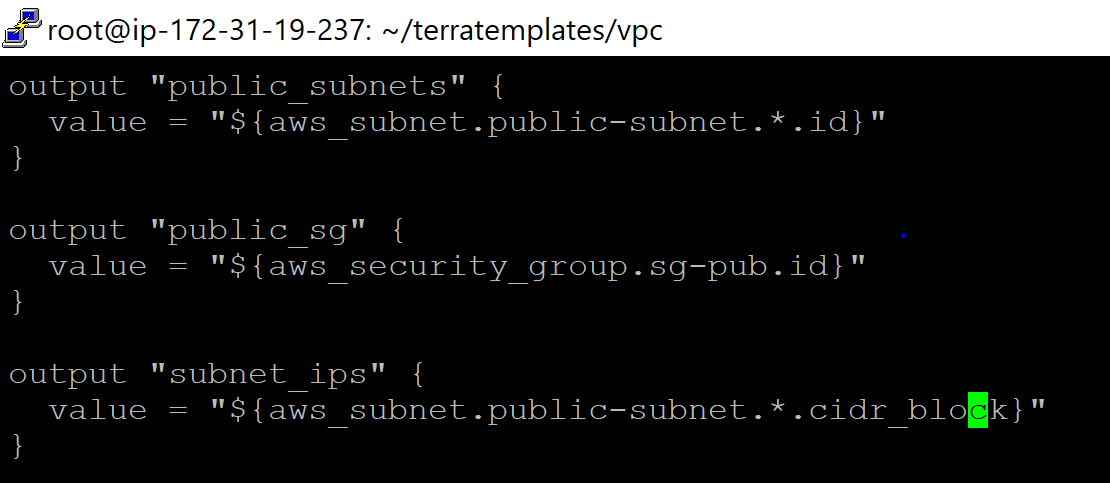 root@ip-172-31-19-237: ~/terratemplates/vpc
output "public_subnets" {
  value = "${aws_subnet.public-subnet.*.id}"
}

output "public_sg" {
  value = "${aws_security_group.sg-pub.id}"
}

output "subnet_ips" {
  value = "${aws_subnet.public-subnet.*.cidr_block}"
}